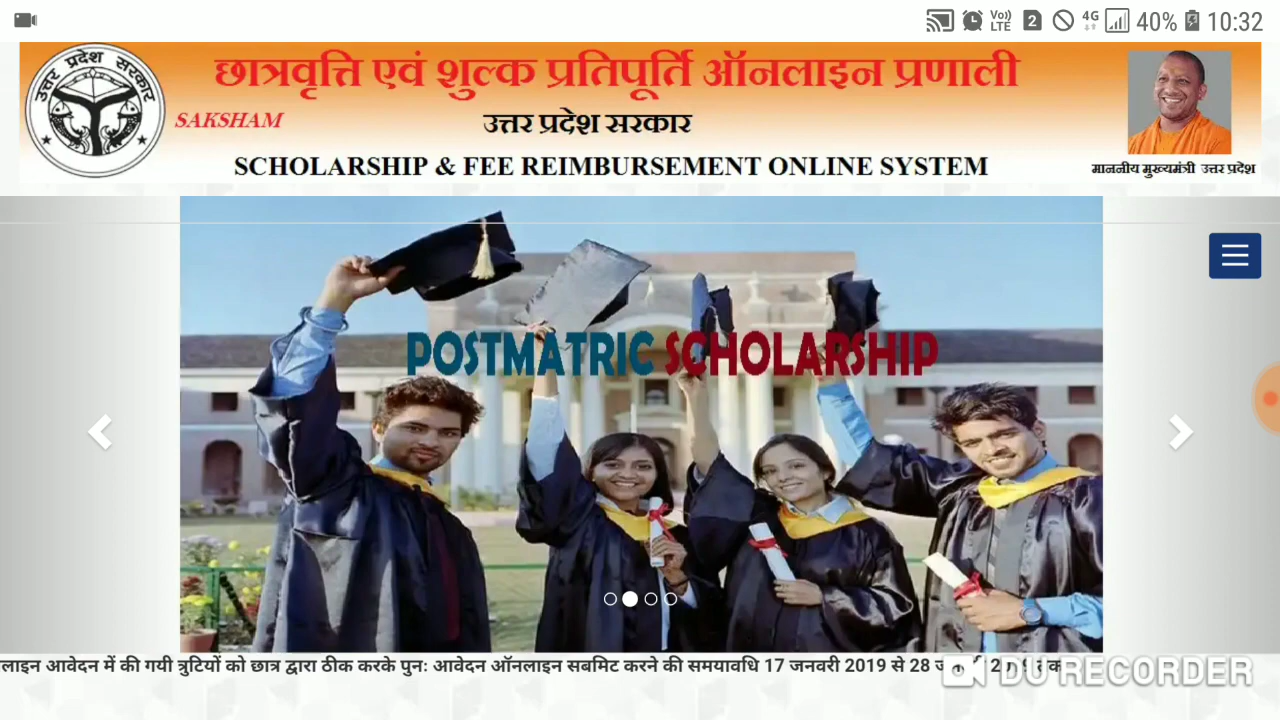 Vo)) 4G
LTE 2 40% 10:32
उत्तर प्रदेश सरकार
छात्रवृत्ति एवं शुल्क प्रतिपूर्ति ऑनलाइन प्रणाली
SAKSHAM
उत्तर प्रदेश सरकार
SCHOLARSHIP & FEE REIMBURSEMENT ONLINE SYSTEM
माननीय मुख्यमंत्री उत्तर प्रदेश
POSTMATRIC SCHOLARSHIP
लाइन आवेदन में की गयी त्रुटियों को छात्र द्वारा ठीक करके पुनः आवेदन ऑनलाइन सबमिट करने की समयावधि 17 जनवरी 2019 से 28
DU RECORDER